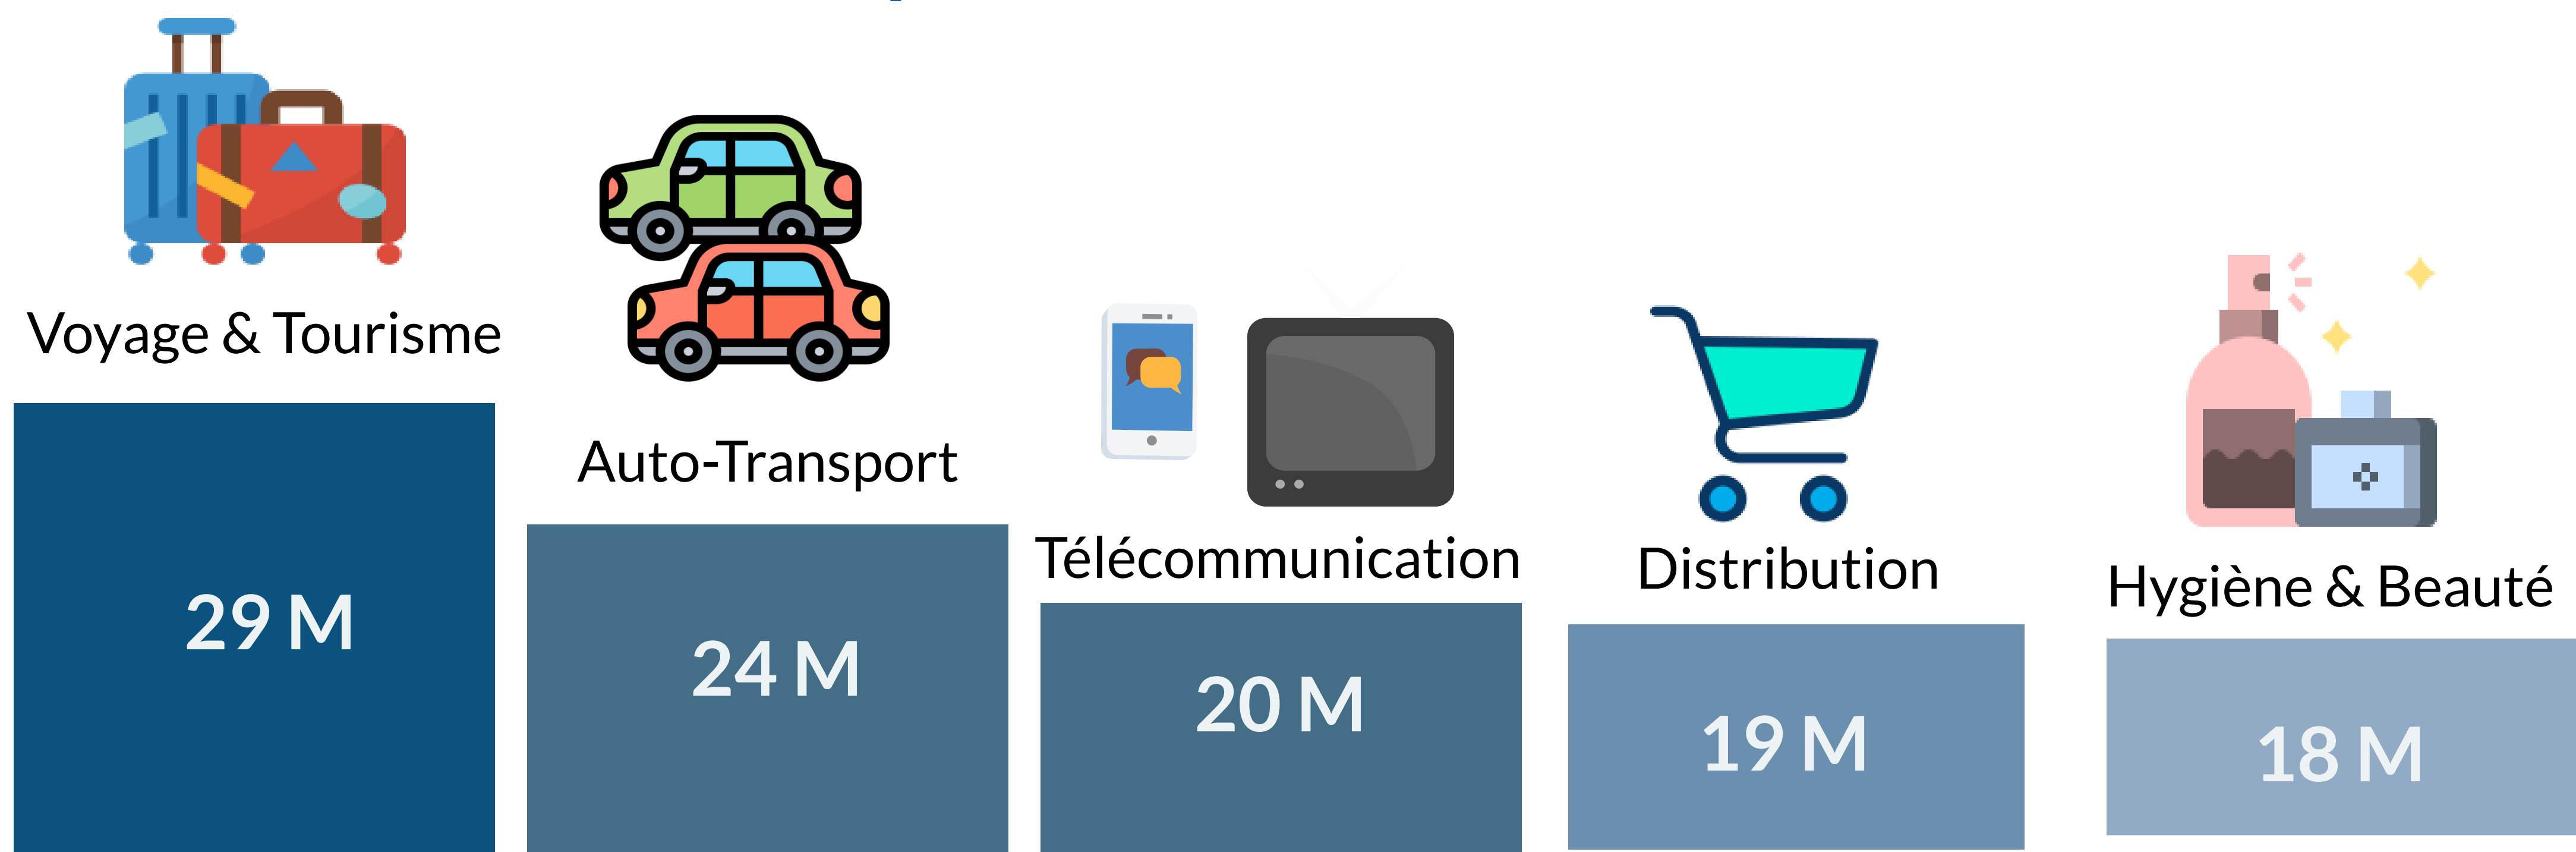 Voyage & Tourisme
29 M
Auto-Transport
24 M
Télécommunication
20 M
Distribution
19 M
Hygiène & Beauté
18 M